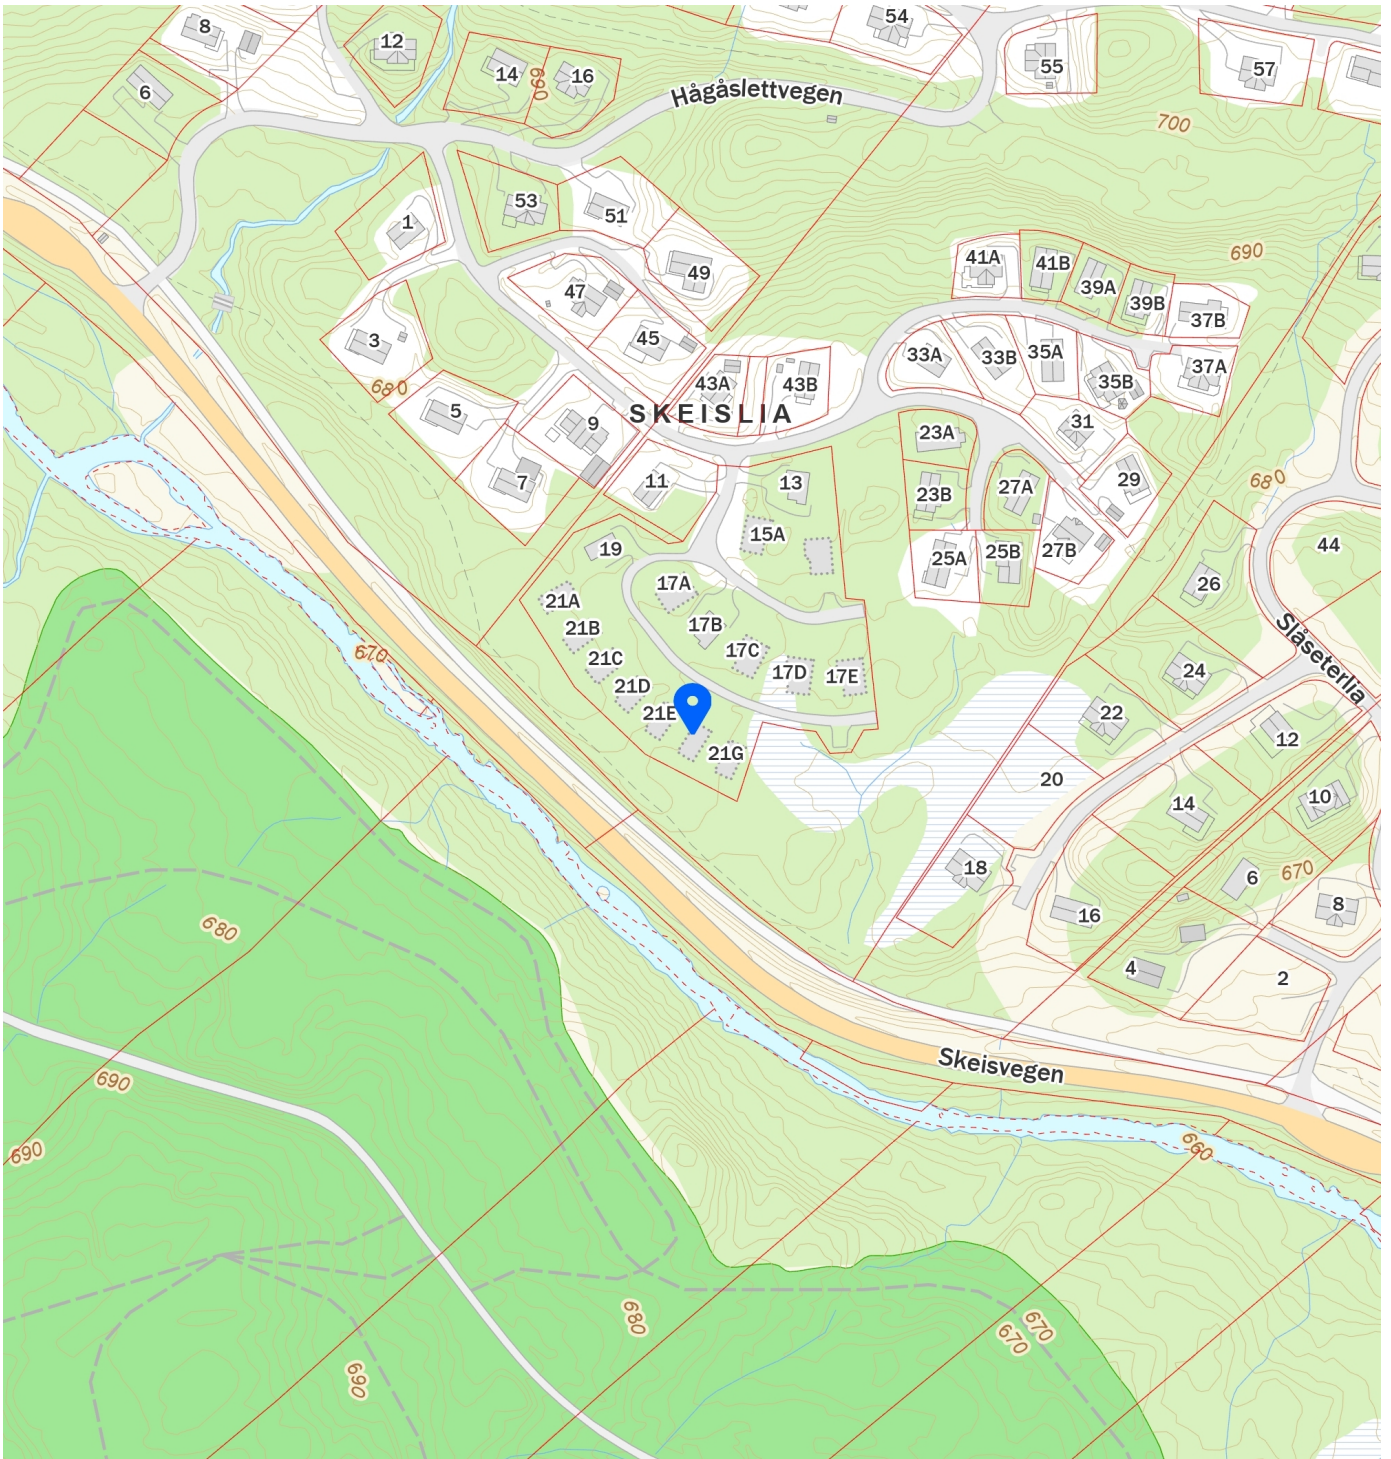 8
12
54
55
57
6
14
690
16
Hågåslettvegen
700
53
51
1
49
47
45
41A
41B
39A
39B
690
37B
3
680
5
9
7
43A
43B
SKEISLIA
33A
33B
35A
35B
37A
31
23A
29
11
13
23B
27A
680
15A
25A
25B
27B
44
19
17A
26
21A
21B
17B
Slåseterlia
670
21C
17C
21D
17D
17E
24
21E
22
12
21G
20
14
10
18
6
670
16
8
680
4
2
Skeisvegen
690
690
660
680
670
670
690